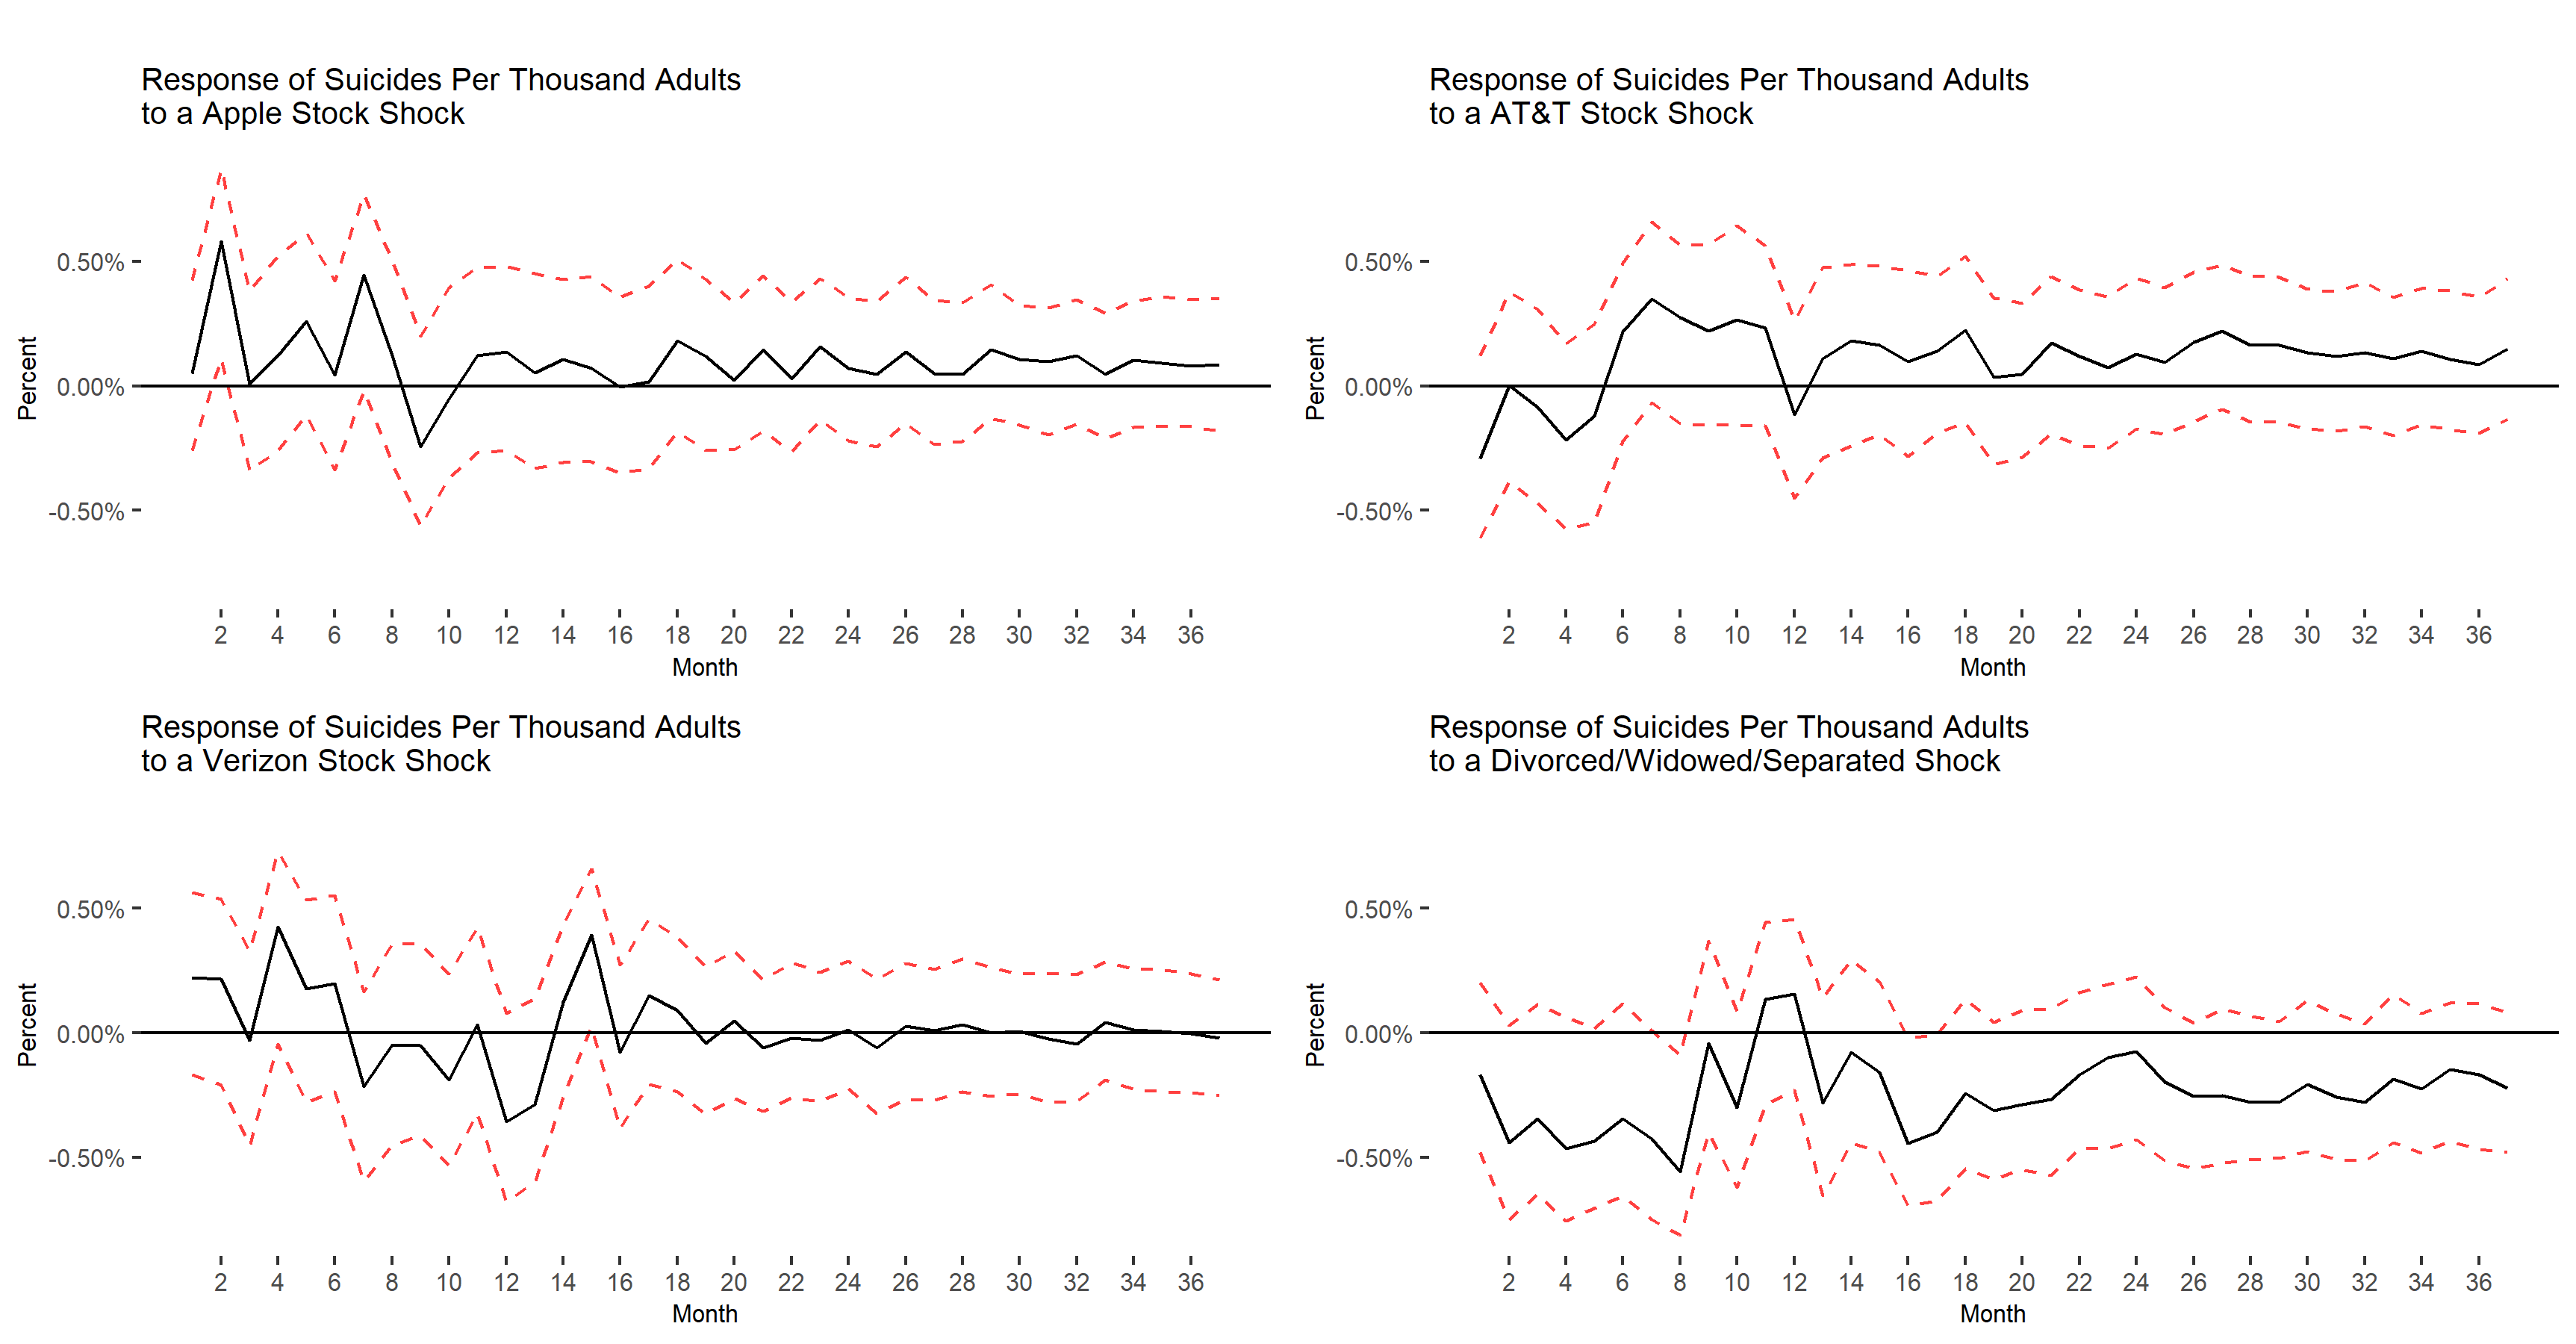 Response of Suicides Per Thousand Adults
to a Apple Stock Shock
Percent
0.50%
0.00%
-0.50%
2 4 6 8 10 12 14 16 18 20 22 24 26 28 30 32 34 36
Month
Response of Suicides Per Thousand Adults
to a AT&T Stock Shock
Percent
0.50%
0.00%
-0.50%
2 4 6 8 10 12 14 16 18 20 22 24 26 28 30 32 34 36
Month
Response of Suicides Per Thousand Adults
to a Verizon Stock Shock
Percent
0.50%
0.00%
-0.50%
2 4 6 8 10 12 14 16 18 20 22 24 26 28 30 32 34 36
Month
Response of Suicides Per Thousand Adults
to a Divorced/Widowed/Separated Shock
Percent
0.50%
0.00%
-0.50%
2 4 6 8 10 12 14 16 18 20 22 24 26 28 30 32 34 36
Month